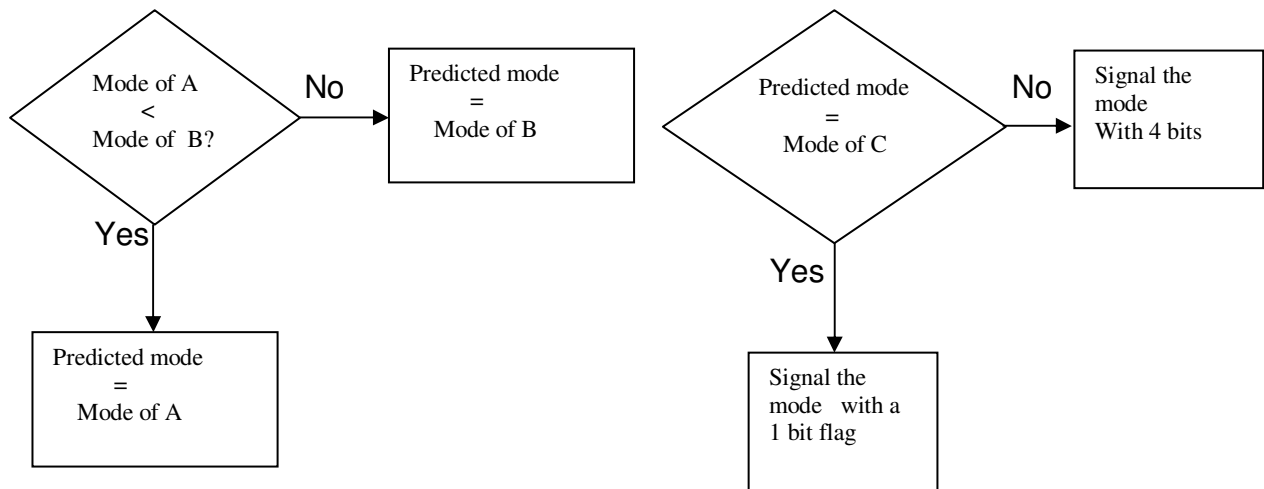 Mode of A
<
Mode of B?
No
Predicted mode
=
Mode of B
Yes
Predicted mode
=
Mode of A
Predicted mode
=
Mode of C
No
Signal the
mode
With 4 bits
Yes
Signal the
mode with a
1 bit flag